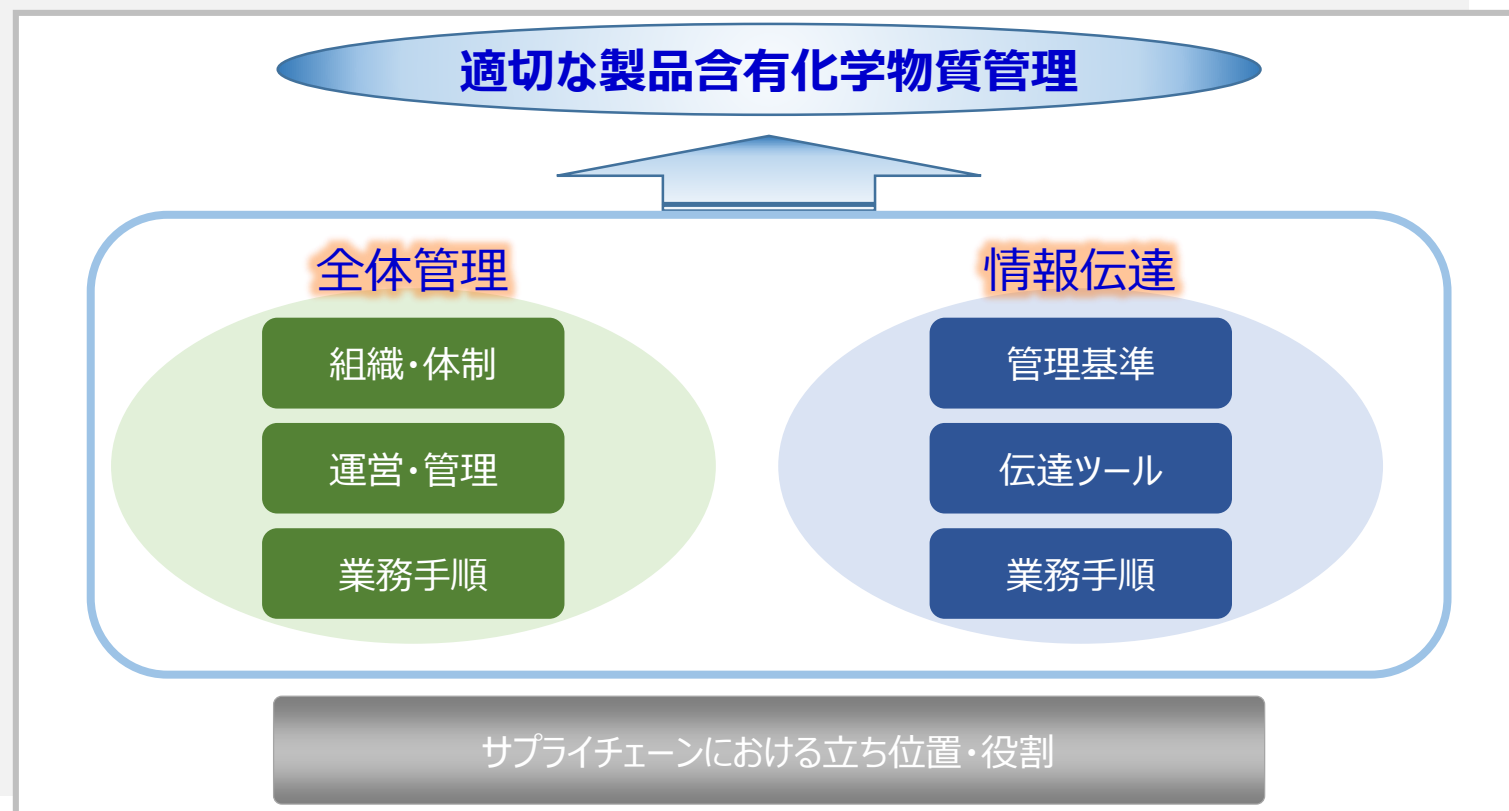 適切な製品含有化学物質管理
全体管理
組織・体制
運営・管理
業務手順
情報伝達
管理基準
伝達ツール
業務手順
サプライチェーンにおける立ち位置・役割